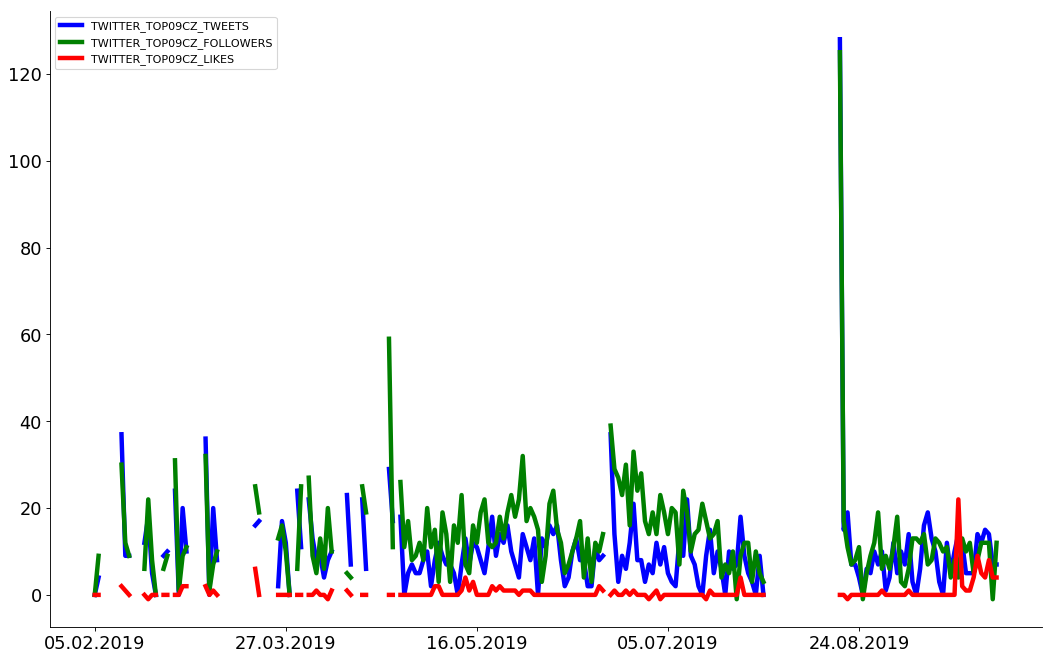 TWITTER_TOP09CZ_TWEETS
TWITTER_TOP09CZ_FOLLOWERS
TWITTER_TOP09CZ_LIKES
120
100
80
60
40
20
0
05.02.2019 27.03.2019 16.05.2019 05.07.2019 24.08.2019